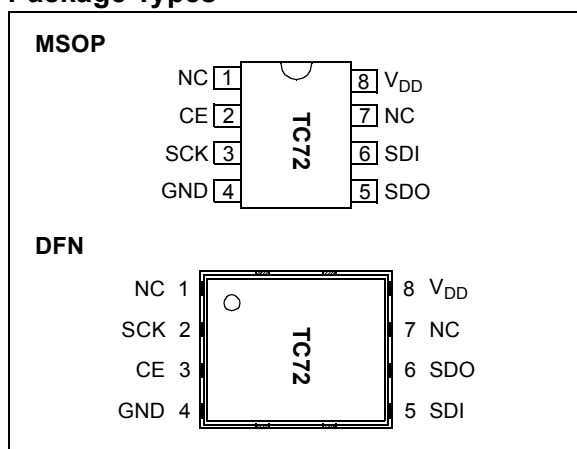 Package Types
MSOP
NC 1 8 VDD
CE 2 7 NC
SCK 3 6 SDI
GND 4 5 SDO
TC72
DFN
NC 1 8 VDD
SCK 2 7 NC
CE 3 6 SDO
GND 4 5 SDI
TC72